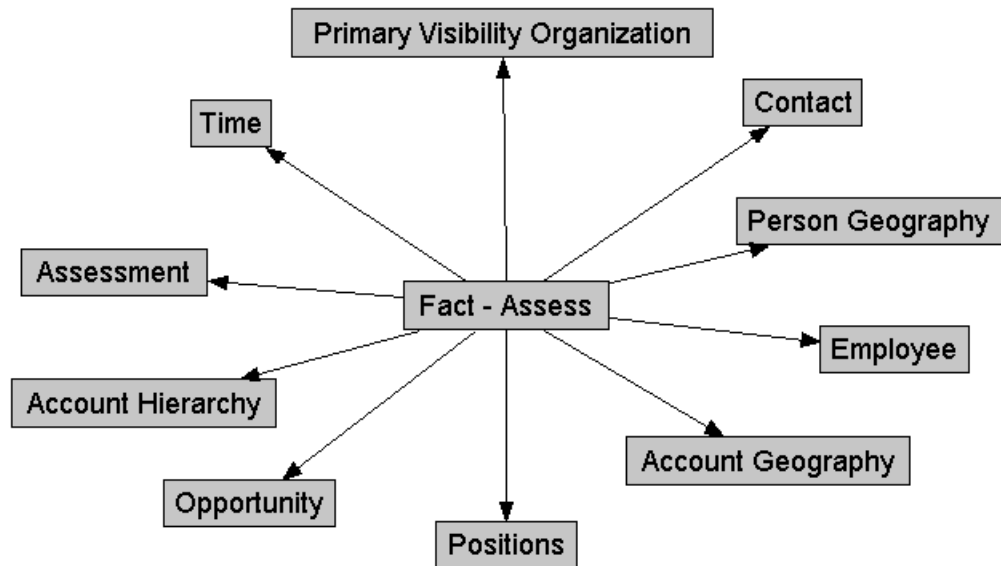 Primary Visibility Organization
Time
Contact
Person Geography
Assessment
Fact - Assess
Employee
Account Hierarchy
Account Geography
Opportunity
Positions